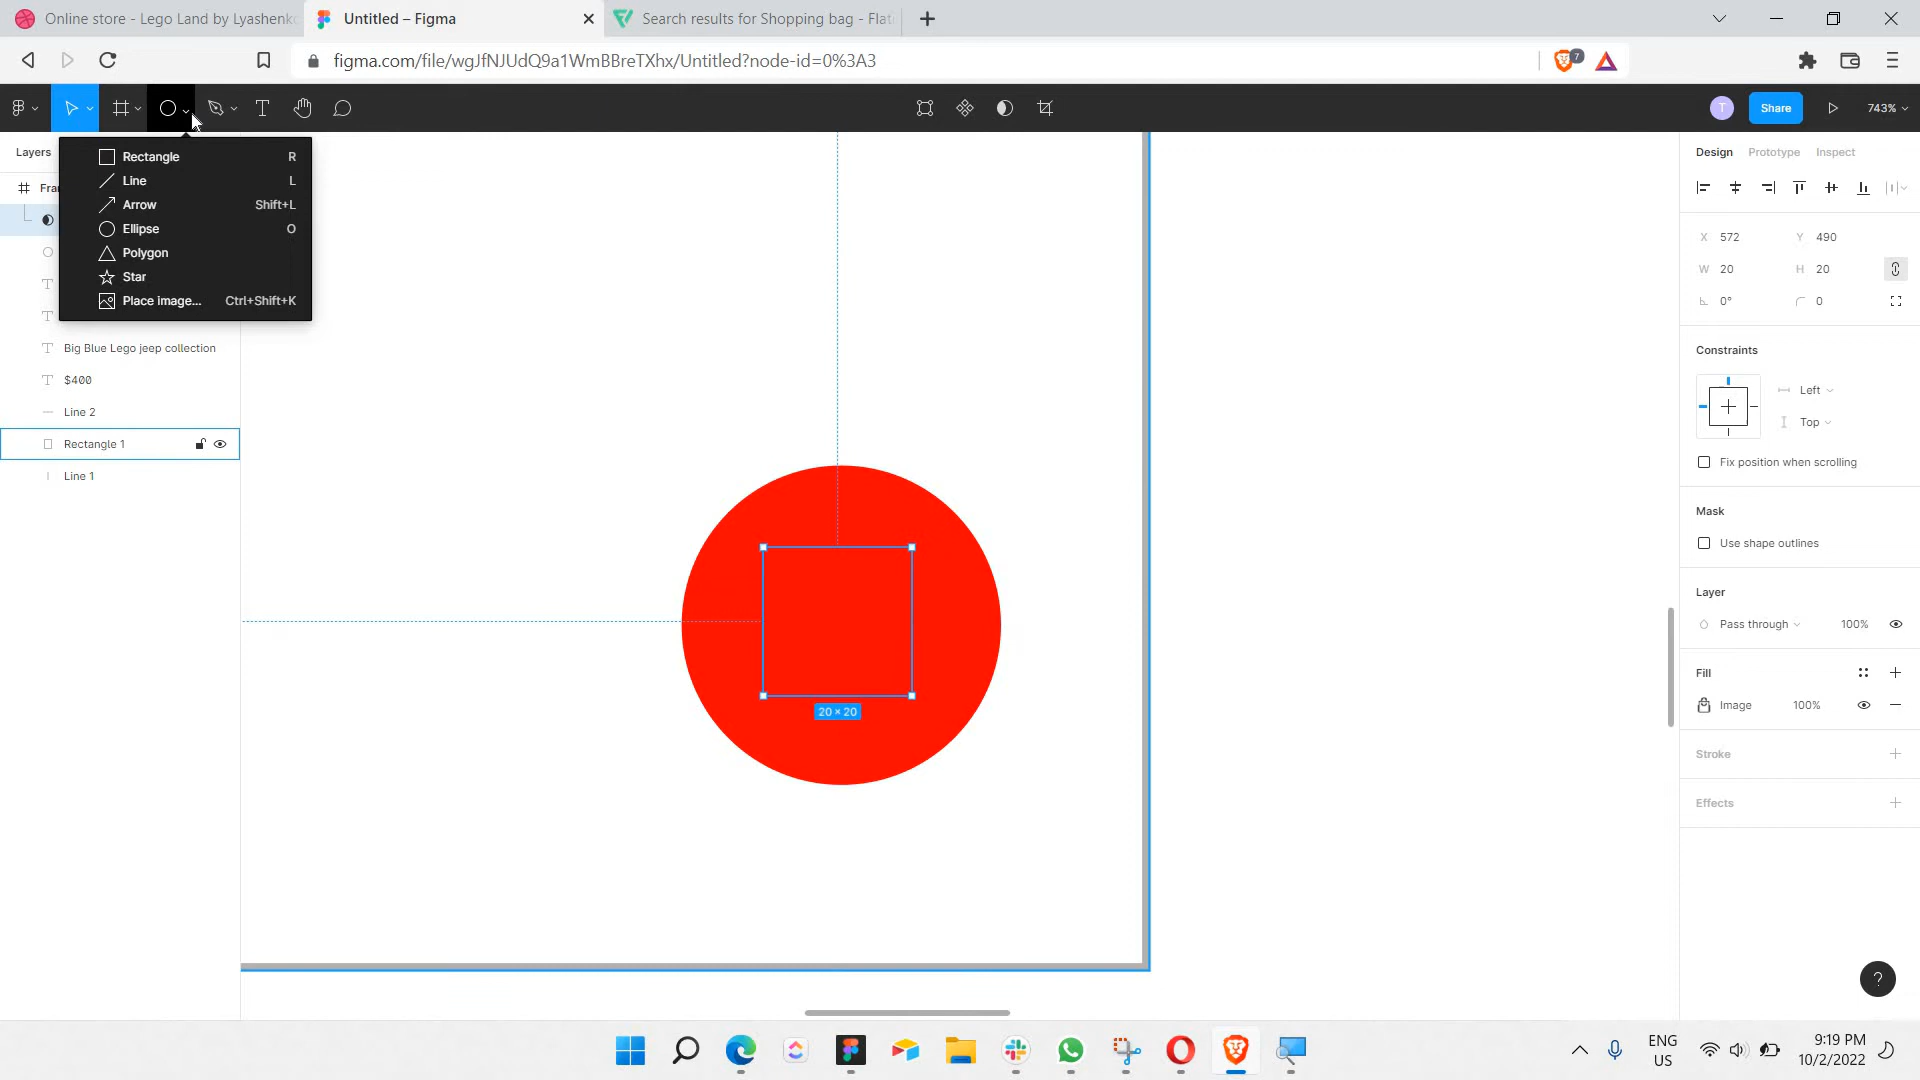 Online store - Lego Land by Lyashenk
Untitled – Figma
Search results for Shopping bag - Flat
figma.com/file/wgJfNJUdQ9a1WmBBreTXhx/Untitled?node-id=0%3A3
7
T
T
Share
743%
Layers
Rectangle R
Line L
Arrow Shift+L
Ellipse O
Polygon
Star
Place image... Ctrl+Shift+K
Fra
T
T
T Big Blue Lego jeep collection
T $400
Line 2
Rectangle 1
Line 1
20 × 20
Design Prototype Inspect
X 572 Y 490
W 20 H 20
0° 0
Constraints
Left
Top
Fix position when scrolling
Mask
Use shape outlines
Layer
Pass through 100%
Fill
Image 100%
Stroke
Effects
?
ENG
US
9:19 PM
10/2/2022